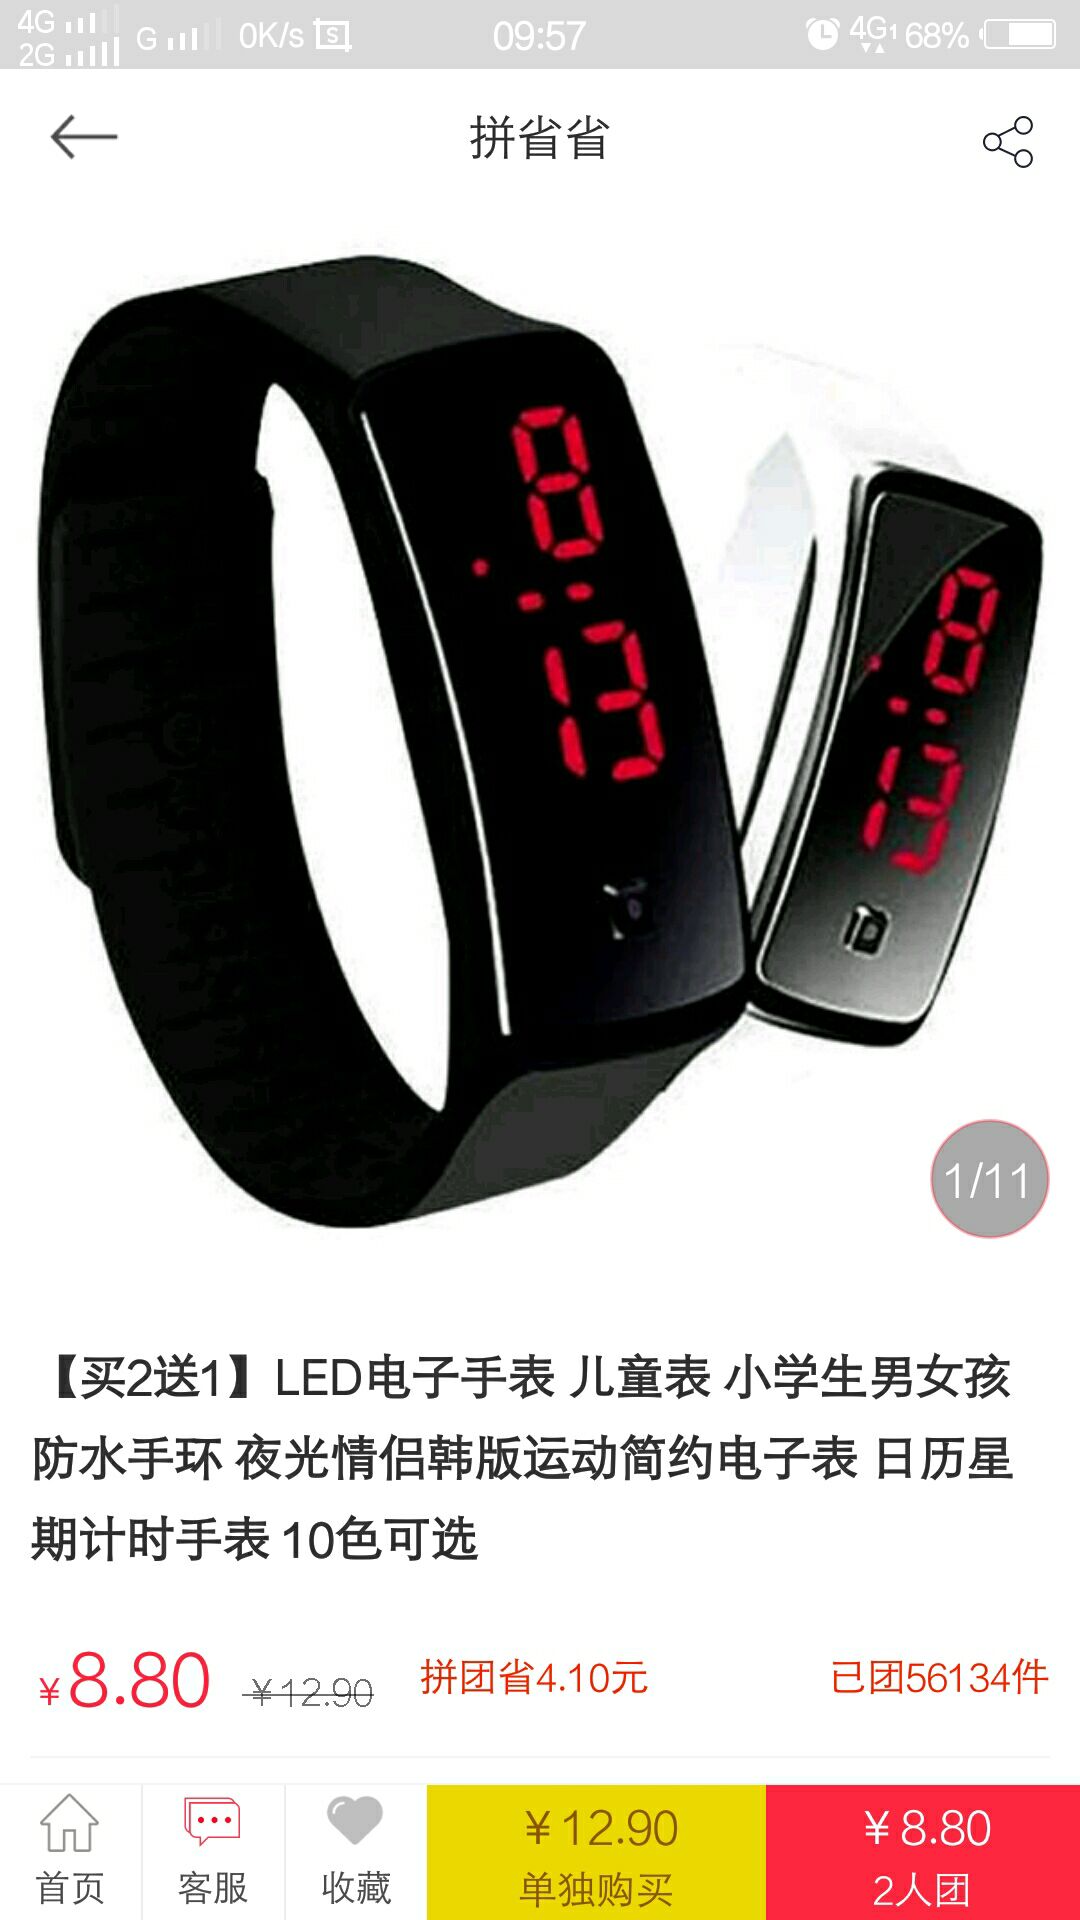 4G
2G
G
0K/s
09:57
4G1 68%
拼省省
8:12
8:12
1/11
【买2送1】LED电子手表 儿童表 小学生男女孩
防水手环 夜光情侣韩版运动简约电子表 日历星
期计时手表 10色可选
¥8.80 ¥12.90 拼团省4.10元 已团56134件
首页 客服 收藏
¥12.90
单独购买
¥8.80
2人团